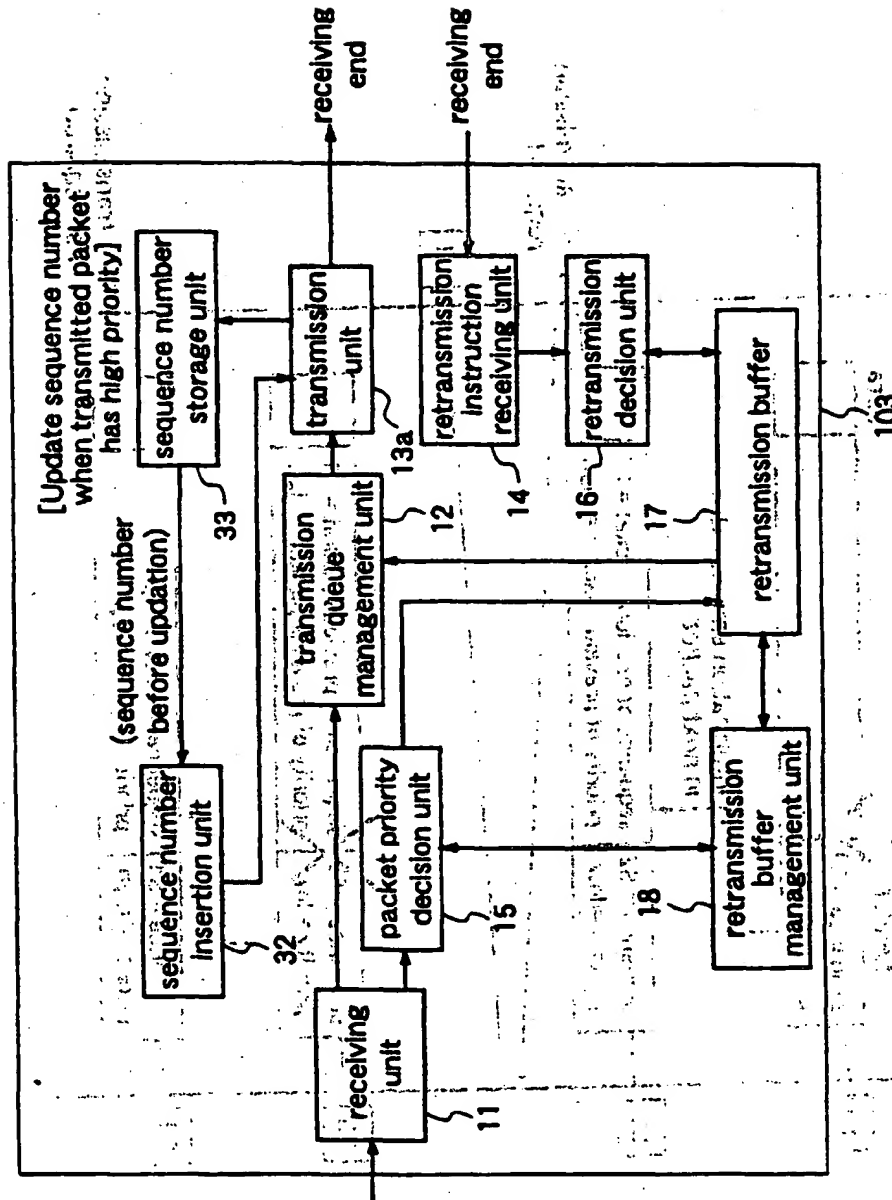 [Update sequence number
when transmitted packet
has high priority]
(sequence number
before updation)
sequence number
insertion unit
32
sequence number
storage unit
33
receiving
unit
11
transmission
queue
management unit
12
transmission
unit
13a
receiving
end
packet priority
decision unit
15
retransmission
instruction
receiving unit
14
receiving
end
retransmission
decision unit
16
retransmission
buffer
management unit
18
retransmission buffer
17
103